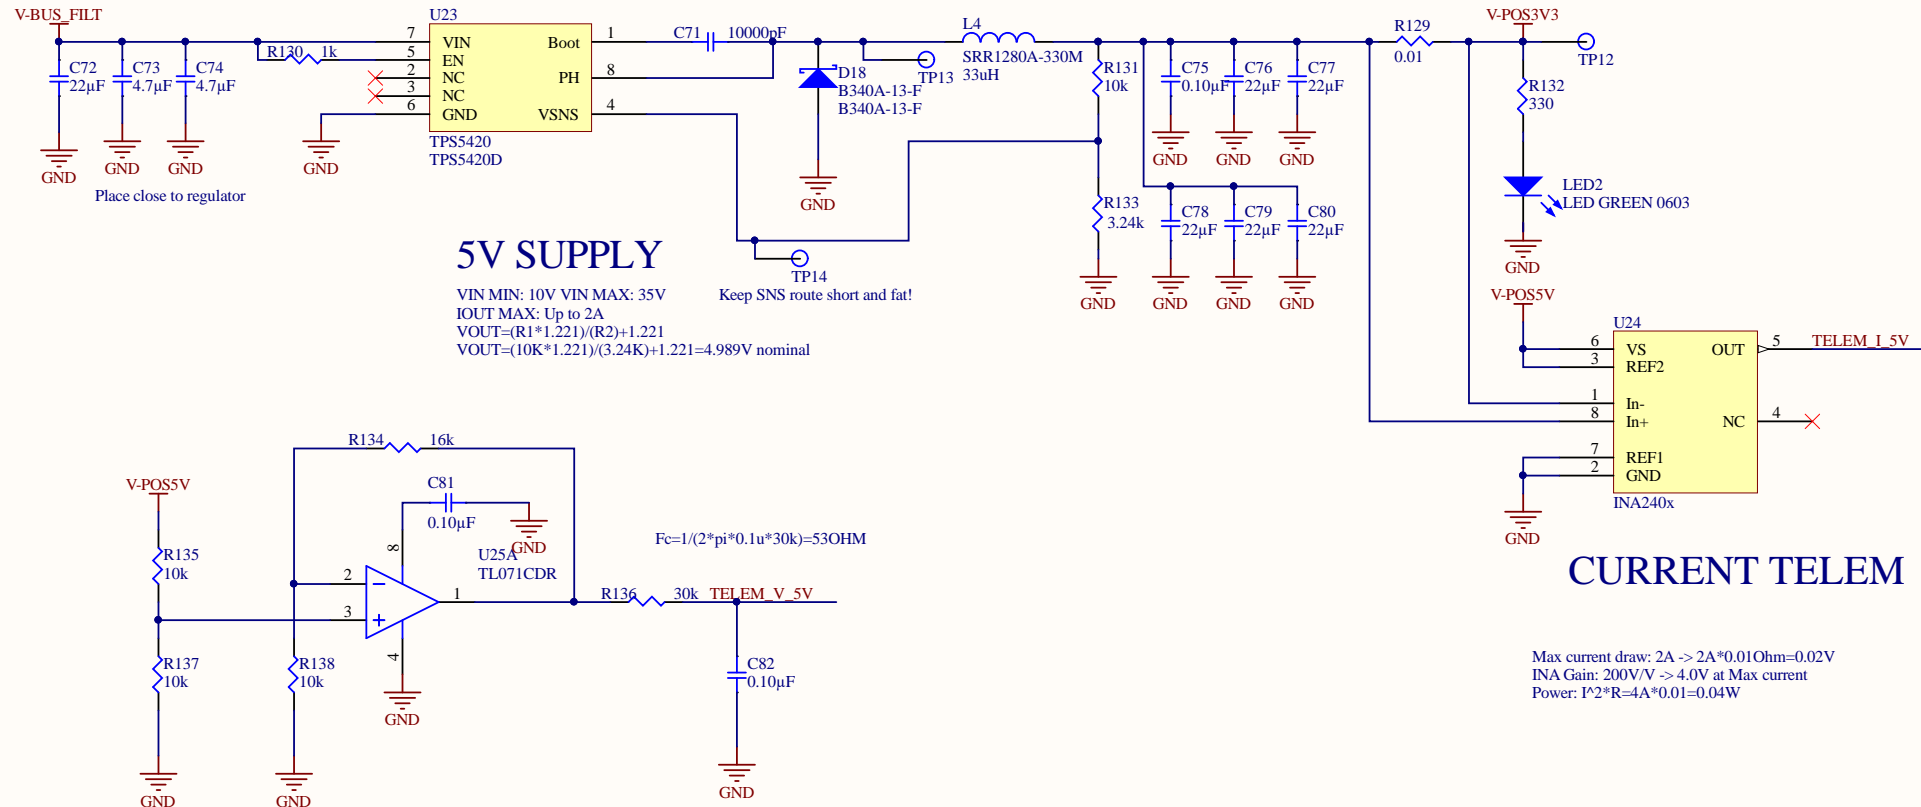 V-BUS_FILT
U23
7 VIN
5 EN
2 NC
3 NC
6 GND
Boot 1
PH 8
VSNS 4
TPS5420
TPS5420D
R130 1k
C72
22µF
C73
4.7µF
C74
4.7µF
GND
GND
GND
GND
Place close to regulator
C71 10000pF
D18
B340A-13-F
B340A-13-F
GND
TP13
L4
SRR1280A-330M
33uH
R131
10k
C75
0.10µF
C76
22µF
C77
22µF
GND
GND
GND
R133
3.24k
C78
22µF
C79
22µF
C80
22µF
GND
GND
GND
GND
R129
0.01
V-POS3V3
TP12
R132
330
LED2
LED GREEN 0603
GND
TP14
Keep SNS route short and fat!
5V SUPPLY
VIN MIN: 10V VIN MAX: 35V
IOUT MAX: Up to 2A
VOUT=(R1*1.221)/(R2)+1.221
VOUT=(10K*1.221)/(3.24K)+1.221=4.989V nominal
V-POS5V
U24
6 VS
3 REF2
1 In-
8 In+
7 REF1
2 GND
OUT 5
NC 4
TELEM_I_5V
INA240x
GND
CURRENT TELEM
Max current draw: 2A -> 2A*0.01Ohm=0.02V
INA Gain: 200V/V -> 4.0V at Max current
Power: I^2*R=4A*0.01=0.04W
R134 16k
V-POS5V
C81
0.10µF
GND
R135
10k
8
U25A
TL071CDR
2
3
1
4
GND
Fc=1/(2*pi*0.1u*30k)=53OHM
R136 30k TELEM_V_5V
R137
10k
R138
10k
C82
0.10µF
GND
GND
GND